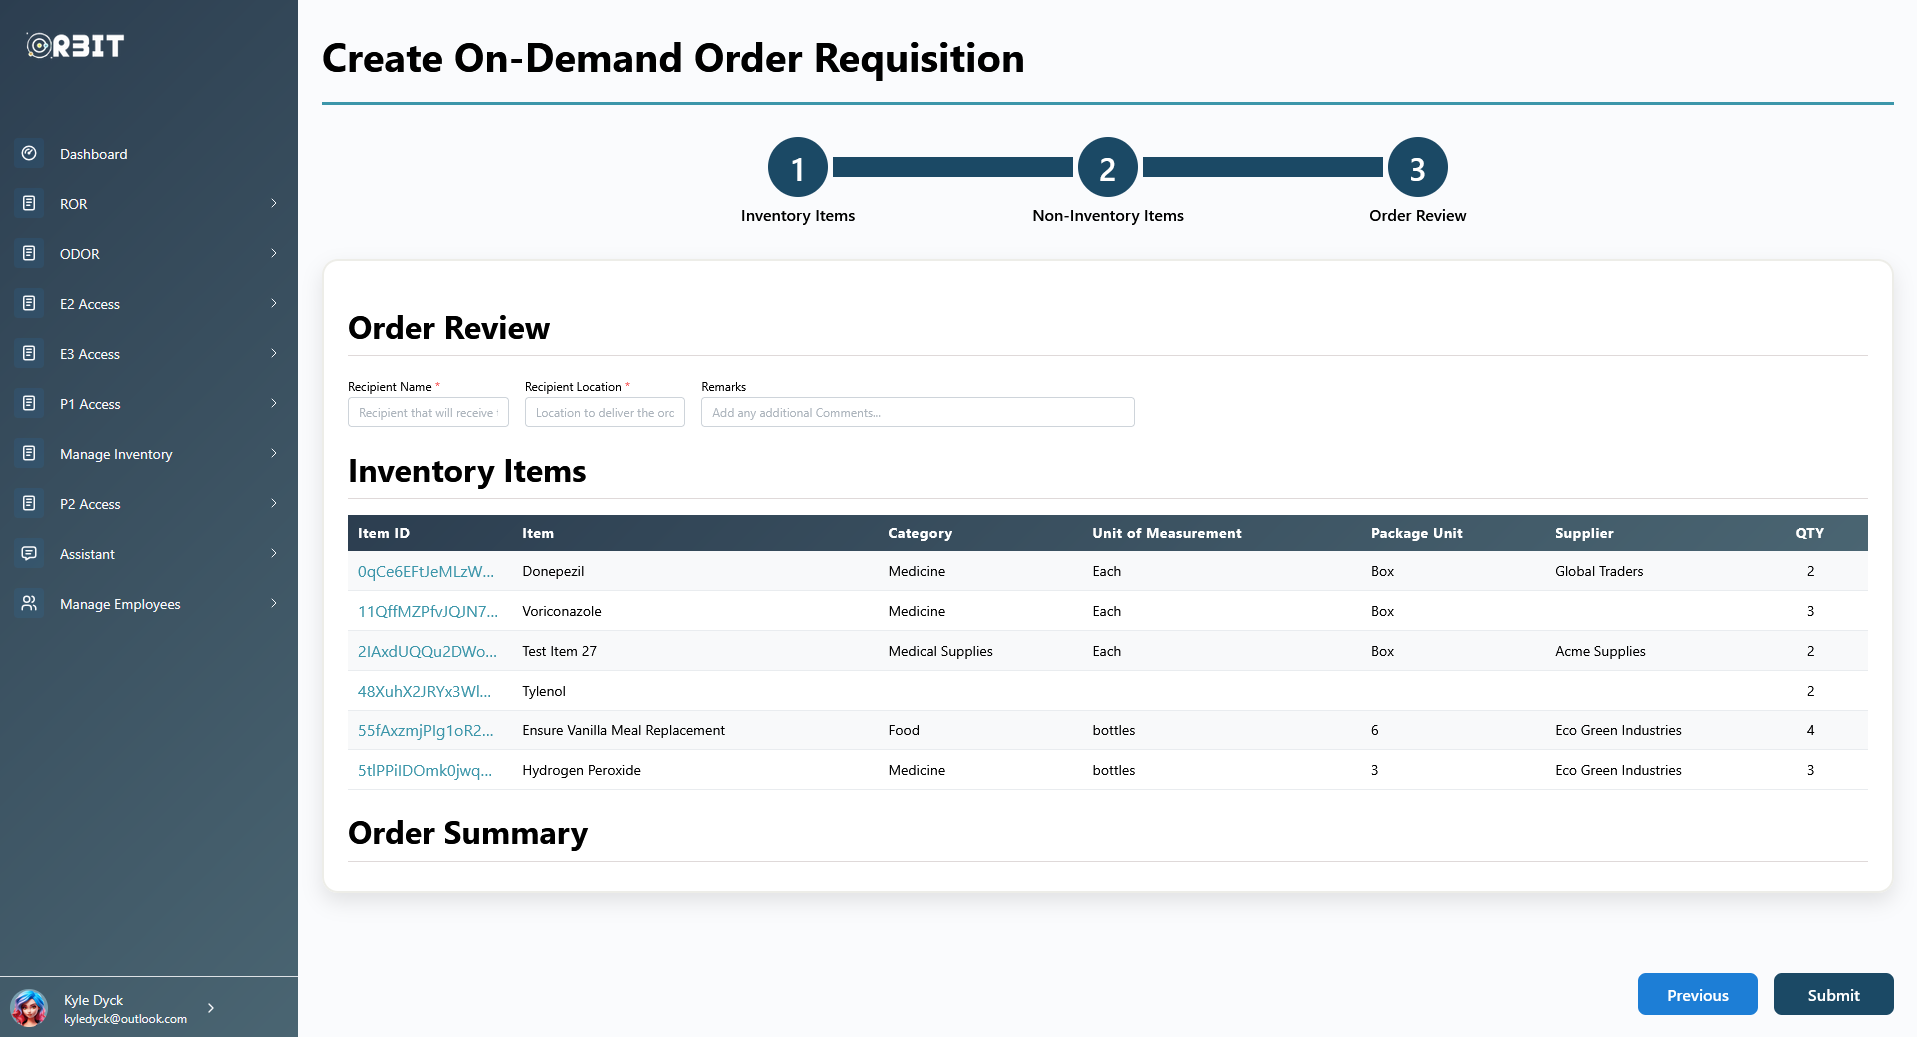 ORBIT
Dashboard
ROR
ODOR
E2 Access
E3 Access
P1 Access
Manage Inventory
P2 Access
Assistant
Manage Employees
Kyle Dyck
kyledyck@outlook.com
Create On-Demand Order Requisition
1 2 3
Inventory Items Non-Inventory Items Order Review
Order Review
Recipient Name * Recipient Location * Remarks
Recipient that will receive Location to deliver the orc Add any additional Comments...
Inventory Items
Item ID Item Category Unit of Measurement Package Unit Supplier QTY
0qCe6EFtJeMLzW... Donepezil Medicine Each Box Global Traders 2
11QffMZPfvJQJN7... Voriconazole Medicine Each Box 3
2IAxdUQQu2DWo... Test Item 27 Medical Supplies Each Box Acme Supplies 2
48XuhX2JRYx3Wl... Tylenol 2
55fAxzmjPIg1oR2... Ensure Vanilla Meal Replacement Food bottles 6 Eco Green Industries 4
5tlPPiIDOmk0jwq... Hydrogen Peroxide Medicine bottles 3 Eco Green Industries 3
Order Summary
Previous Submit